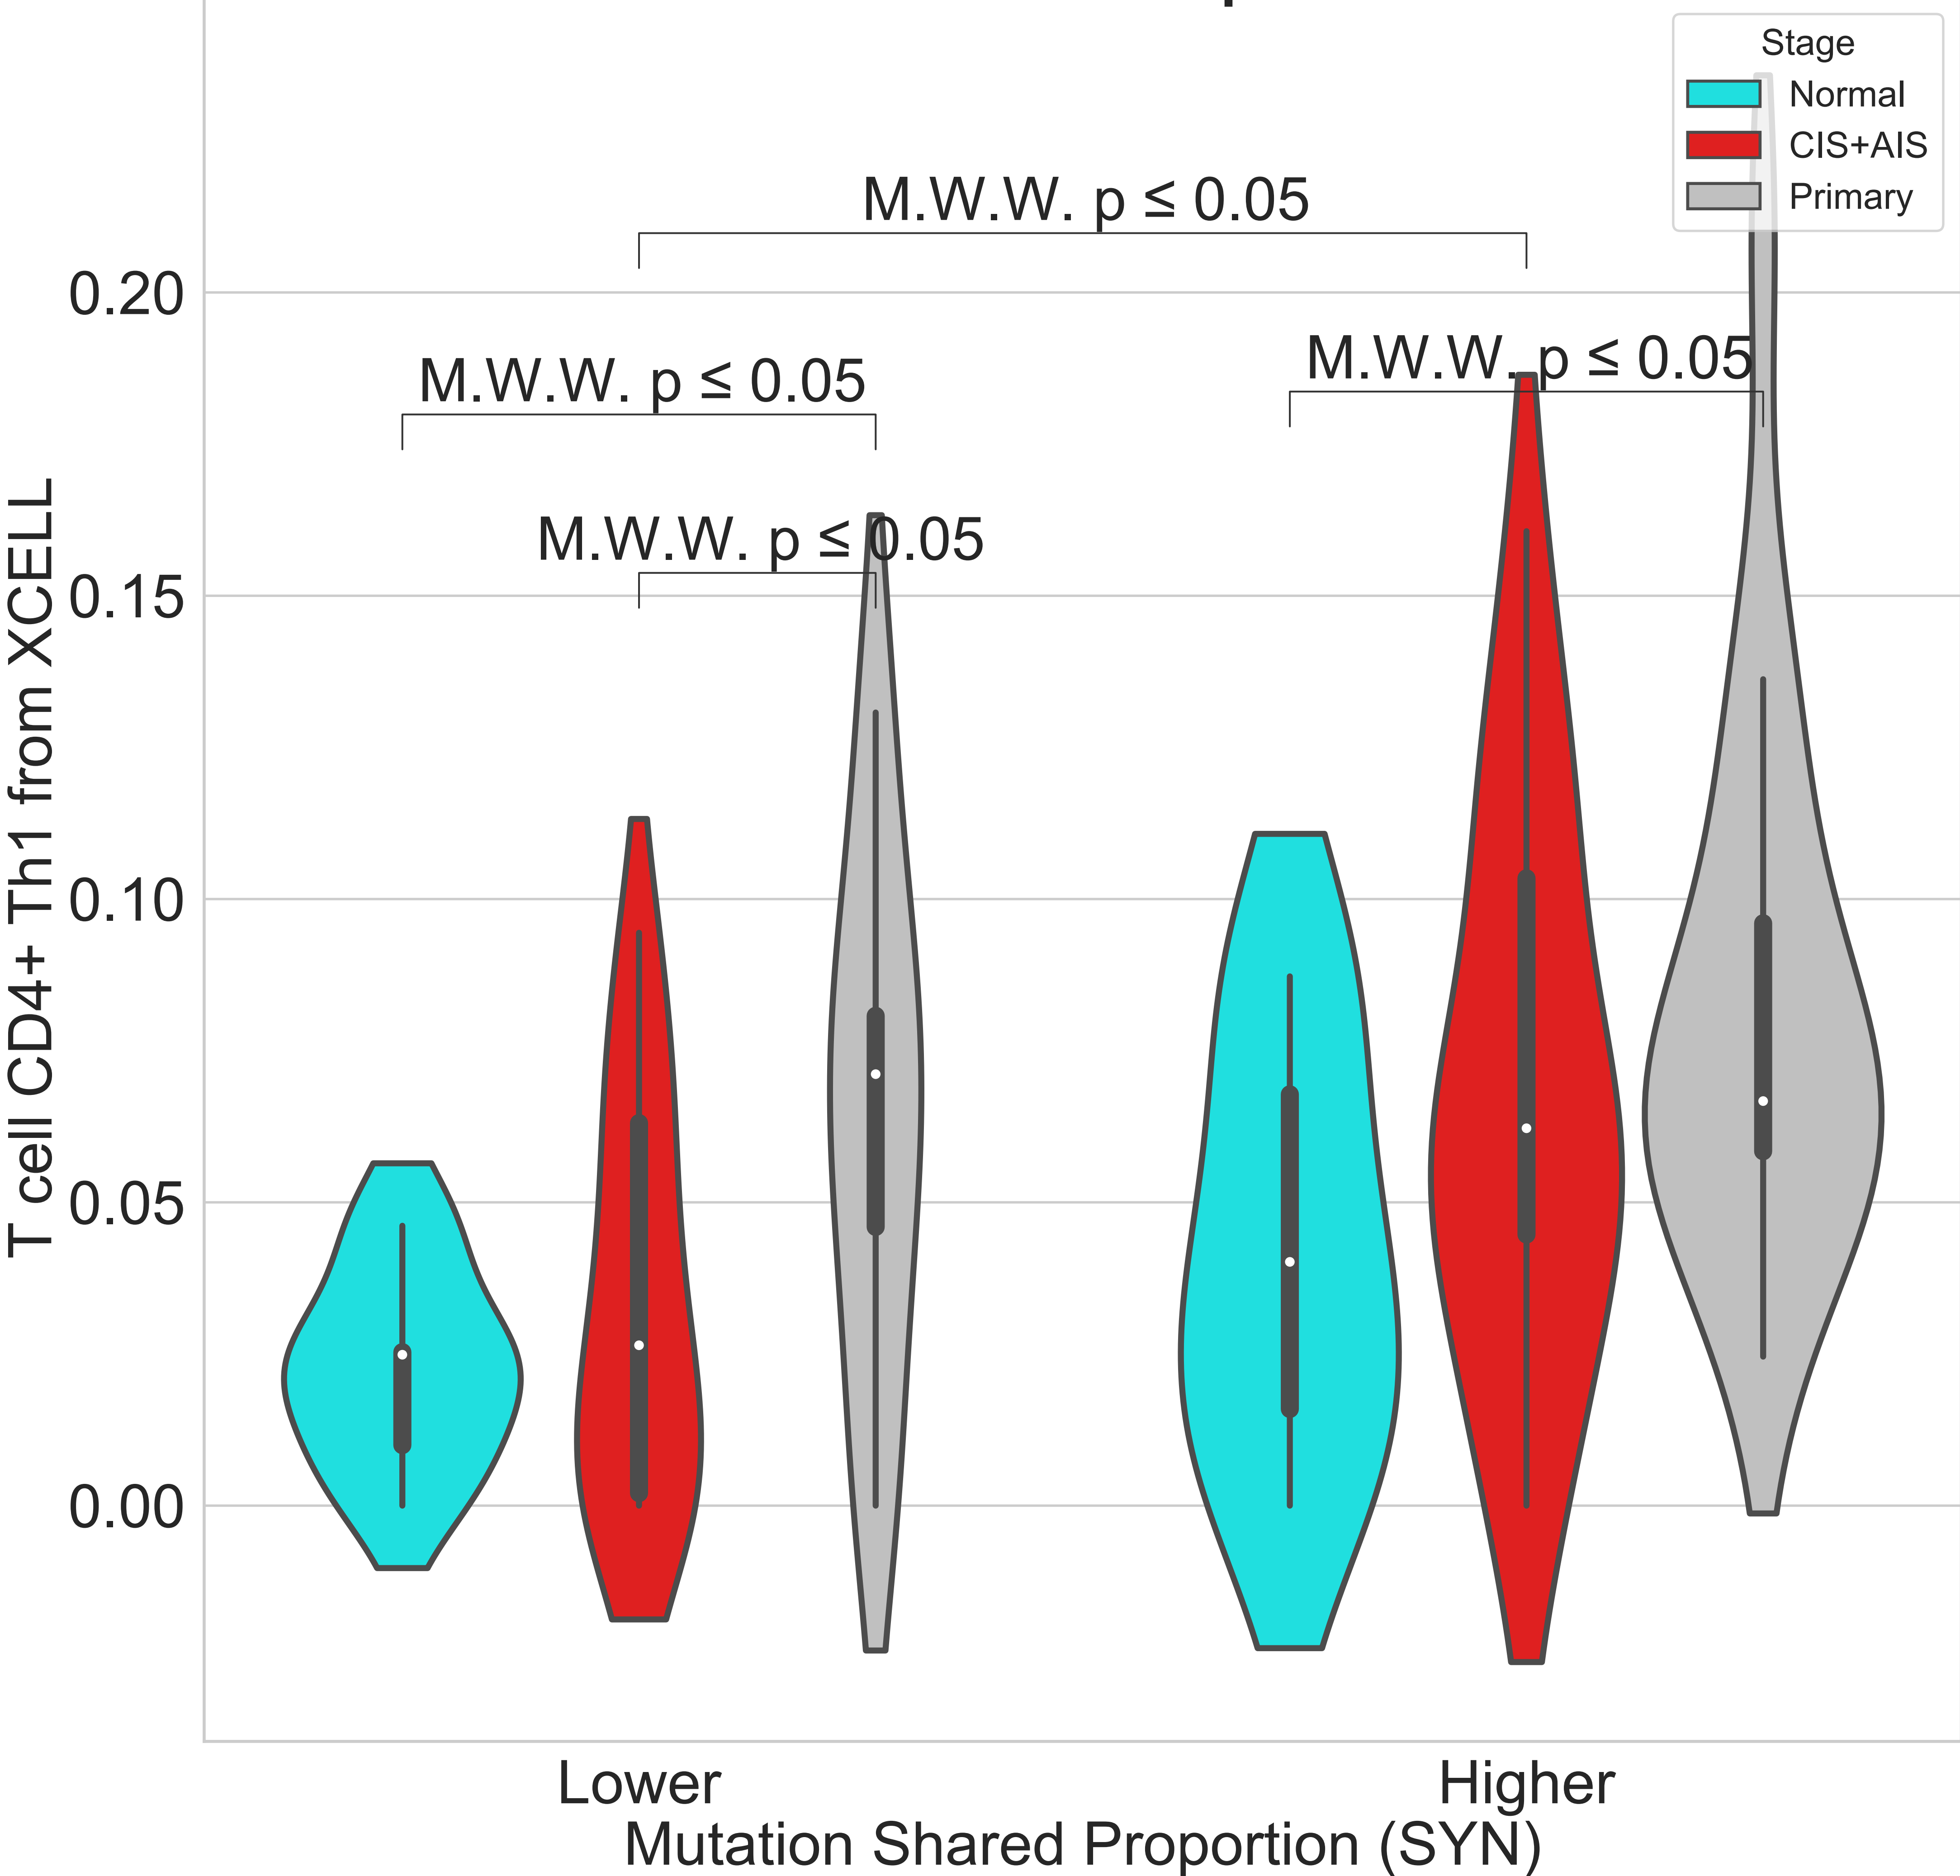 Stage
Normal
CIS+AIS
Primary
M.W.W. p ≤ 0.05
M.W.W. p ≤ 0.05
M.W.W. p ≤ 0.05
M.W.W. p ≤ 0.05
T cell CD4+ Th1 from XCELL
0.20
0.15
0.10
0.05
0.00
Lower
Higher
Mutation Shared Proportion (SYN)